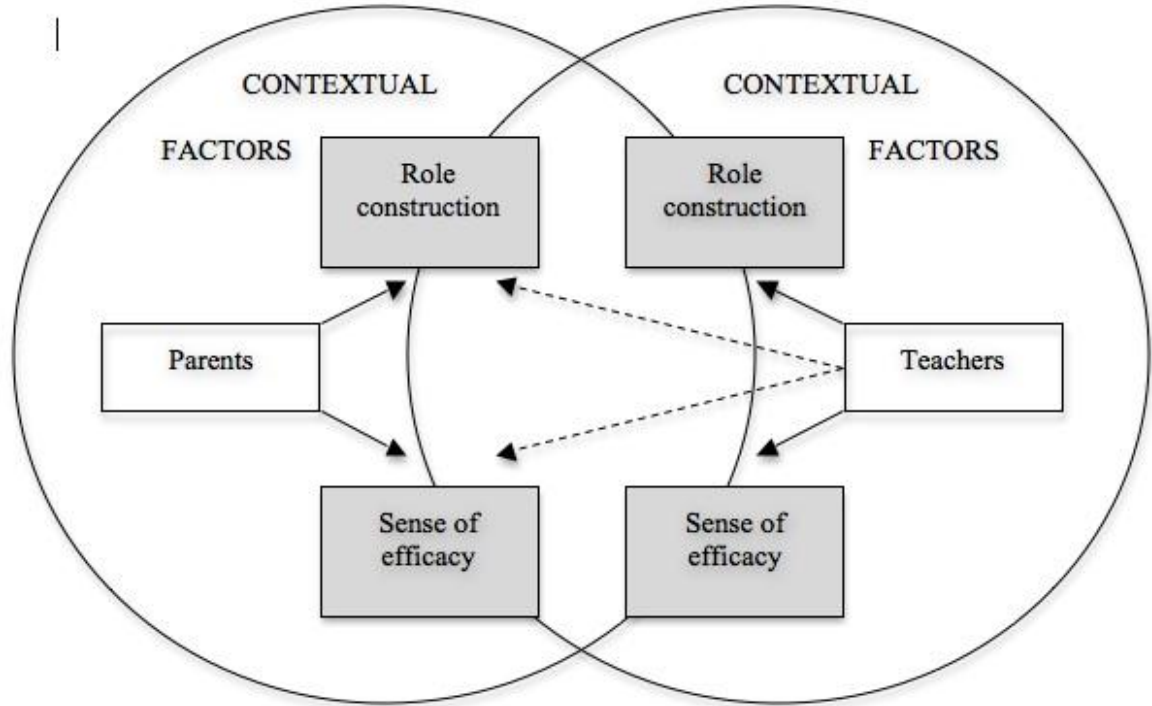 CONTEXTUAL
FACTORS
CONTEXTUAL
FACTORS
Role
construction
Role
construction
Parents
Teachers
Sense of
efficacy
Sense of
efficacy